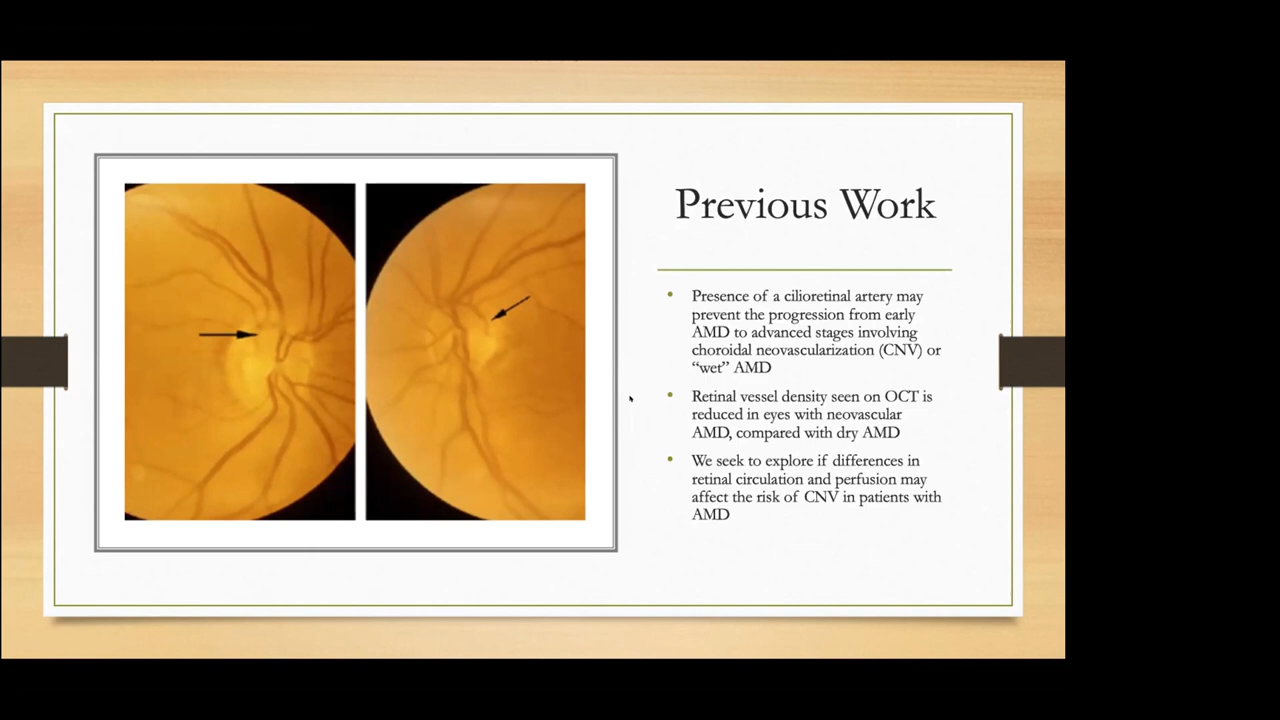 Previous Work
• Presence of a cilioretinal artery may
prevent the progression from early
AMD to advanced stages involving
choroidal neovascularization (CNV) or
“wet” AMD
• Retinal vessel density seen on OCT is
reduced in eyes with neovascular
AMD, compared with dry AMD
• We seek to explore if differences in
retinal circulation and perfusion may
affect the risk of CNV in patients with
AMD